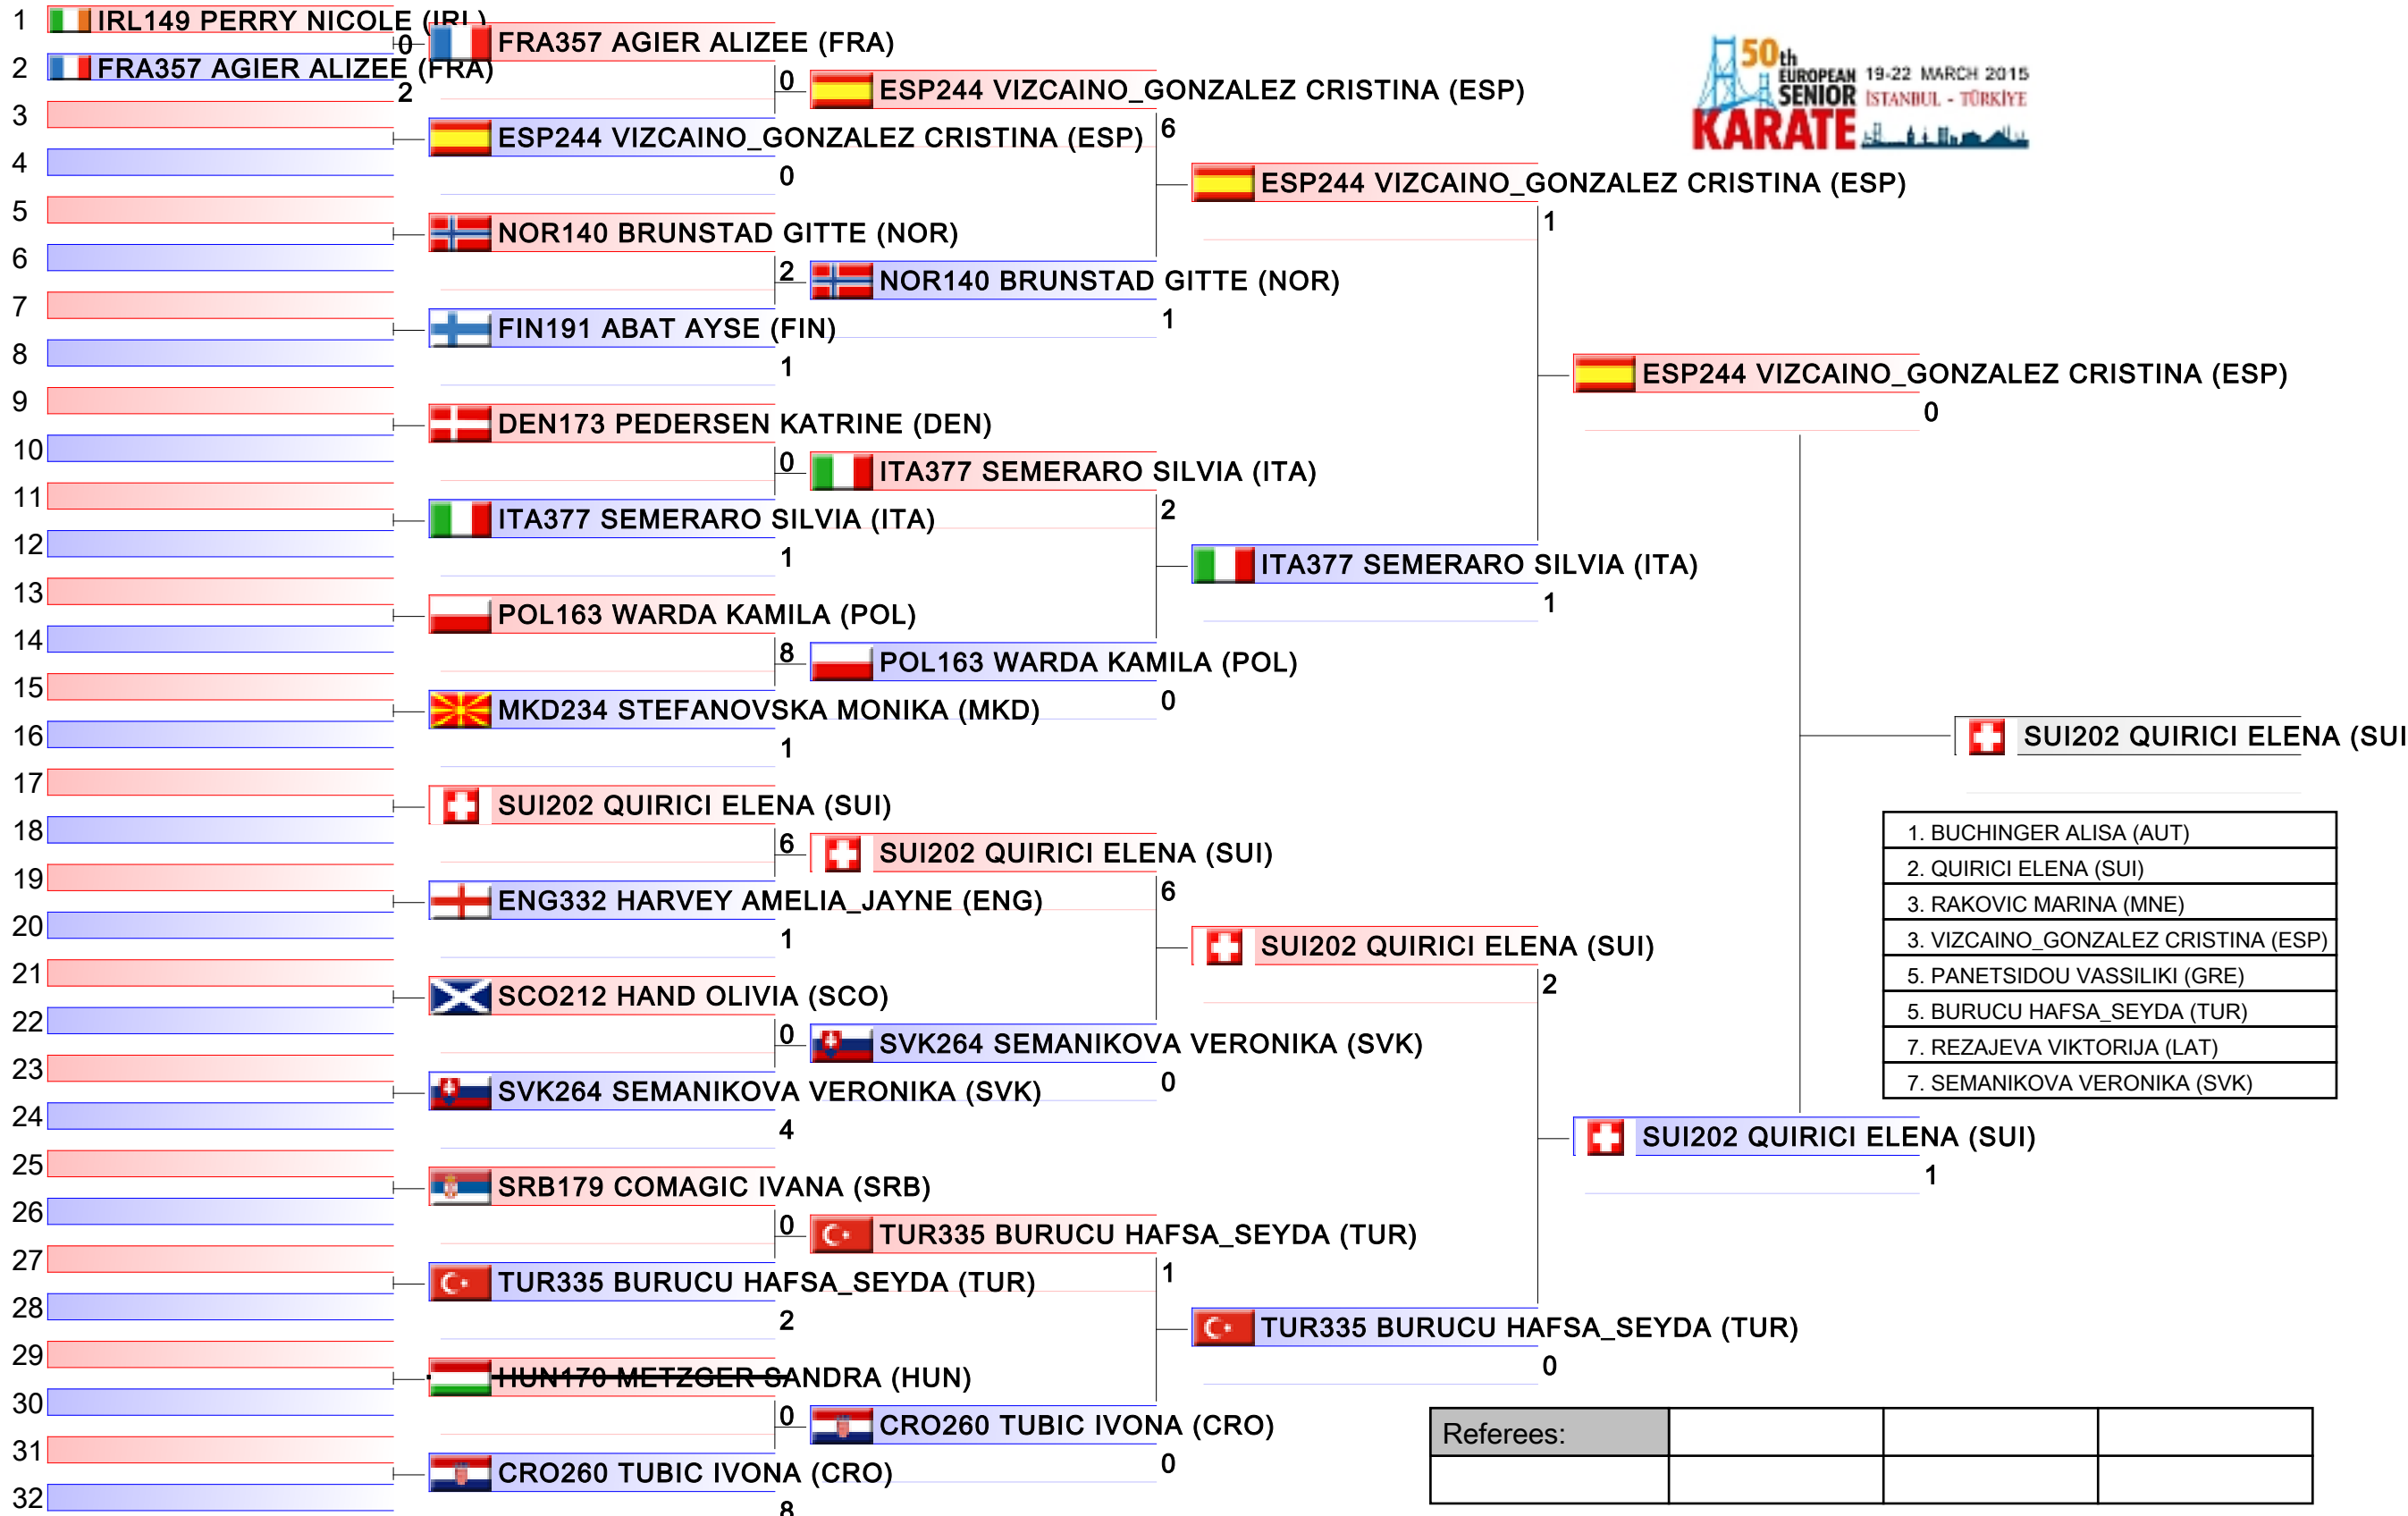 1 IRL149 PERRY NICOLE (IRL)
0
2 FRA357 AGIER ALIZEE (FRA)
2
3
4
5
6
7
8
9
10
11
12
13
14
15
16
17
18
19
20
21
22
23
24
25
26
27
28
29
30
31
32
FRA357 AGIER ALIZEE (FRA)
0
ESP244 VIZCAINO_GONZALEZ CRISTINA (ESP)
0
NOR140 BRUNSTAD GITTE (NOR)
2
FIN191 ABAT AYSE (FIN)
1
DEN173 PEDERSEN KATRINE (DEN)
0
ITA377 SEMERARO SILVIA (ITA)
1
POL163 WARDA KAMILA (POL)
8
MKD234 STEFANOVSKA MONIKA (MKD)
1
SUI202 QUIRICI ELENA (SUI)
6
ENG332 HARVEY AMELIA_JAYNE (ENG)
1
SCO212 HAND OLIVIA (SCO)
0
SVK264 SEMANIKOVA VERONIKA (SVK)
4
SRB179 COMAGIC IVANA (SRB)
0
TUR335 BURUCU HAFSA_SEYDA (TUR)
2
HUN170 METZGER SANDRA (HUN)
0
CRO260 TUBIC IVONA (CRO)
8
ESP244 VIZCAINO_GONZALEZ CRISTINA (ESP)
6
NOR140 BRUNSTAD GITTE (NOR)
1
ITA377 SEMERARO SILVIA (ITA)
2
POL163 WARDA KAMILA (POL)
0
SUI202 QUIRICI ELENA (SUI)
6
SVK264 SEMANIKOVA VERONIKA (SVK)
0
TUR335 BURUCU HAFSA_SEYDA (TUR)
1
CRO260 TUBIC IVONA (CRO)
0
ESP244 VIZCAINO_GONZALEZ CRISTINA (ESP)
1
ITA377 SEMERARO SILVIA (ITA)
1
SUI202 QUIRICI ELENA (SUI)
2
TUR335 BURUCU HAFSA_SEYDA (TUR)
0
ESP244 VIZCAINO_GONZALEZ CRISTINA (ESP)
0
SUI202 QUIRICI ELENA (SUI)
1
SUI202 QUIRICI ELENA (SUI
50th
EUROPEAN 19-22 MARCH 2015
SENIOR İSTANBUL - TÜRKİYE
KARATE
1. BUCHINGER ALISA (AUT)
2. QUIRICI ELENA (SUI)
3. RAKOVIC MARINA (MNE)
3. VIZCAINO_GONZALEZ CRISTINA (ESP)
5. PANETSIDOU VASSILIKI (GRE)
5. BURUCU HAFSA_SEYDA (TUR)
7. REZAJEVA VIKTORIJA (LAT)
7. SEMANIKOVA VERONIKA (SVK)
Referees: